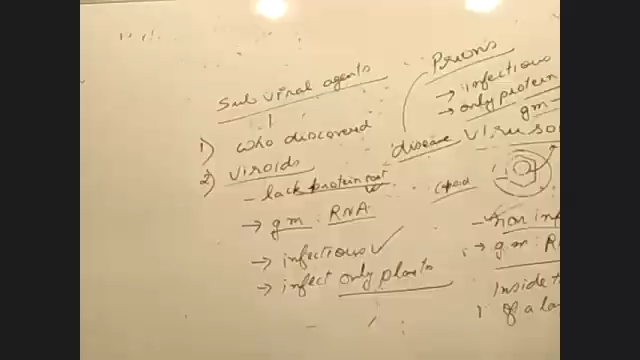 Sub viral agents
1) who discovered
2) viroids
- lack protein coat
→ gm : RNA
→ infectious ✓
→ infect only plants
Prions
→ infectious
→ only protein
gm -
disease
capsid
- non inf
→ gm : R
Inside t
of a la